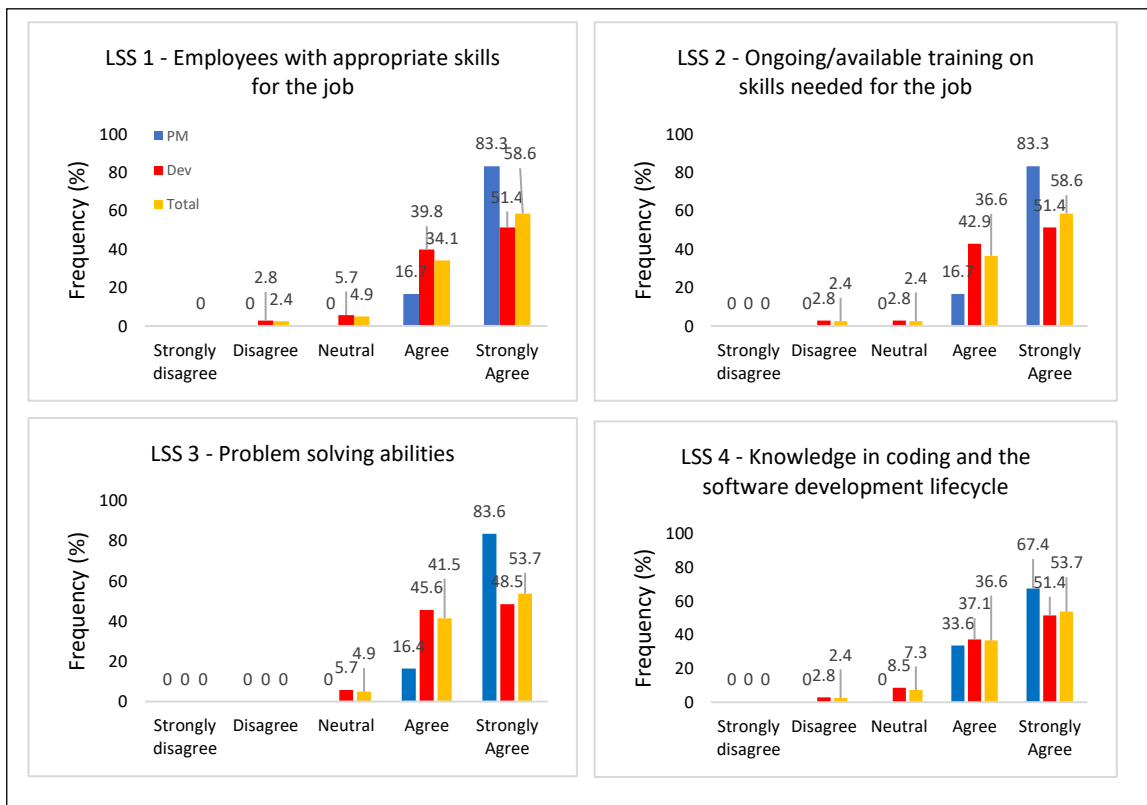 LSS 1 - Employees with appropriate skills
for the job
PM
Dev
Total
Frequency (%)
100
80
60
40
20
0
0
0
2.8
2.4
0
5.7
4.9
16.7
39.8
34.1
83.3
51.4
58.6
Strongly disagree
Disagree
Neutral
Agree
Strongly Agree
LSS 2 - Ongoing/available training on
skills needed for the job
Frequency (%)
100
80
60
40
20
0
0 0 0
0
2.8
2.4
0
2.8
2.4
16.7
42.9
36.6
83.3
51.4
58.6
Strongly disagree
Disagree
Neutral
Agree
Strongly Agree
LSS 3 - Problem solving abilities
Frequency (%)
100
80
60
40
20
0
0 0 0
0 0 0
0
5.7
4.9
16.4
45.6
41.5
83.6
48.5
53.7
Strongly disagree
Disagree
Neutral
Agree
Strongly Agree
LSS 4 - Knowledge in coding and the
software development lifecycle
Frequency (%)
100
80
60
40
20
0
0 0 0
0
2.8
2.4
0
8.5
7.3
33.6
37.1
36.6
67.4
51.4
53.7
Strongly disagree
Disagree
Neutral
Agree
Strongly Agree